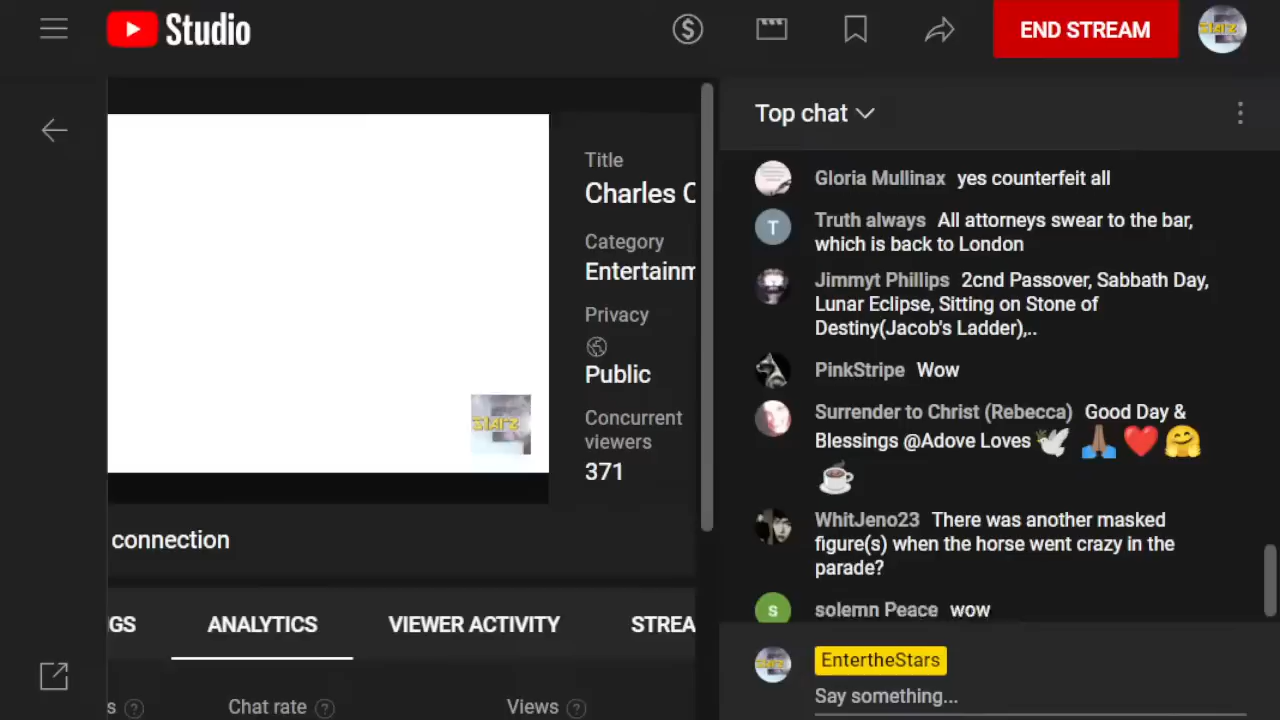 Studio
END STREAM
Title
Charles C
Category
Entertainm
Privacy
Public
Concurrent
viewers
371
starz
connection
GS
ANALYTICS
VIEWER ACTIVITY
STREA
s
Chat rate
Views
Top chat
Gloria Mullinax yes counterfeit all
Truth always All attorneys swear to the bar,
which is back to London
Jimmyt Phillips 2cnd Passover, Sabbath Day,
Lunar Eclipse, Sitting on Stone of
Destiny(Jacob's Ladder),..
PinkStripe Wow
Surrender to Christ (Rebecca) Good Day &
Blessings @Adove Loves🕊️ 🙏🏾 ❤️ 🤗
☕
WhitJeno23 There was another masked
figure(s) when the horse went crazy in the
parade?
solemn Peace wow
EntertheStars
Say something...